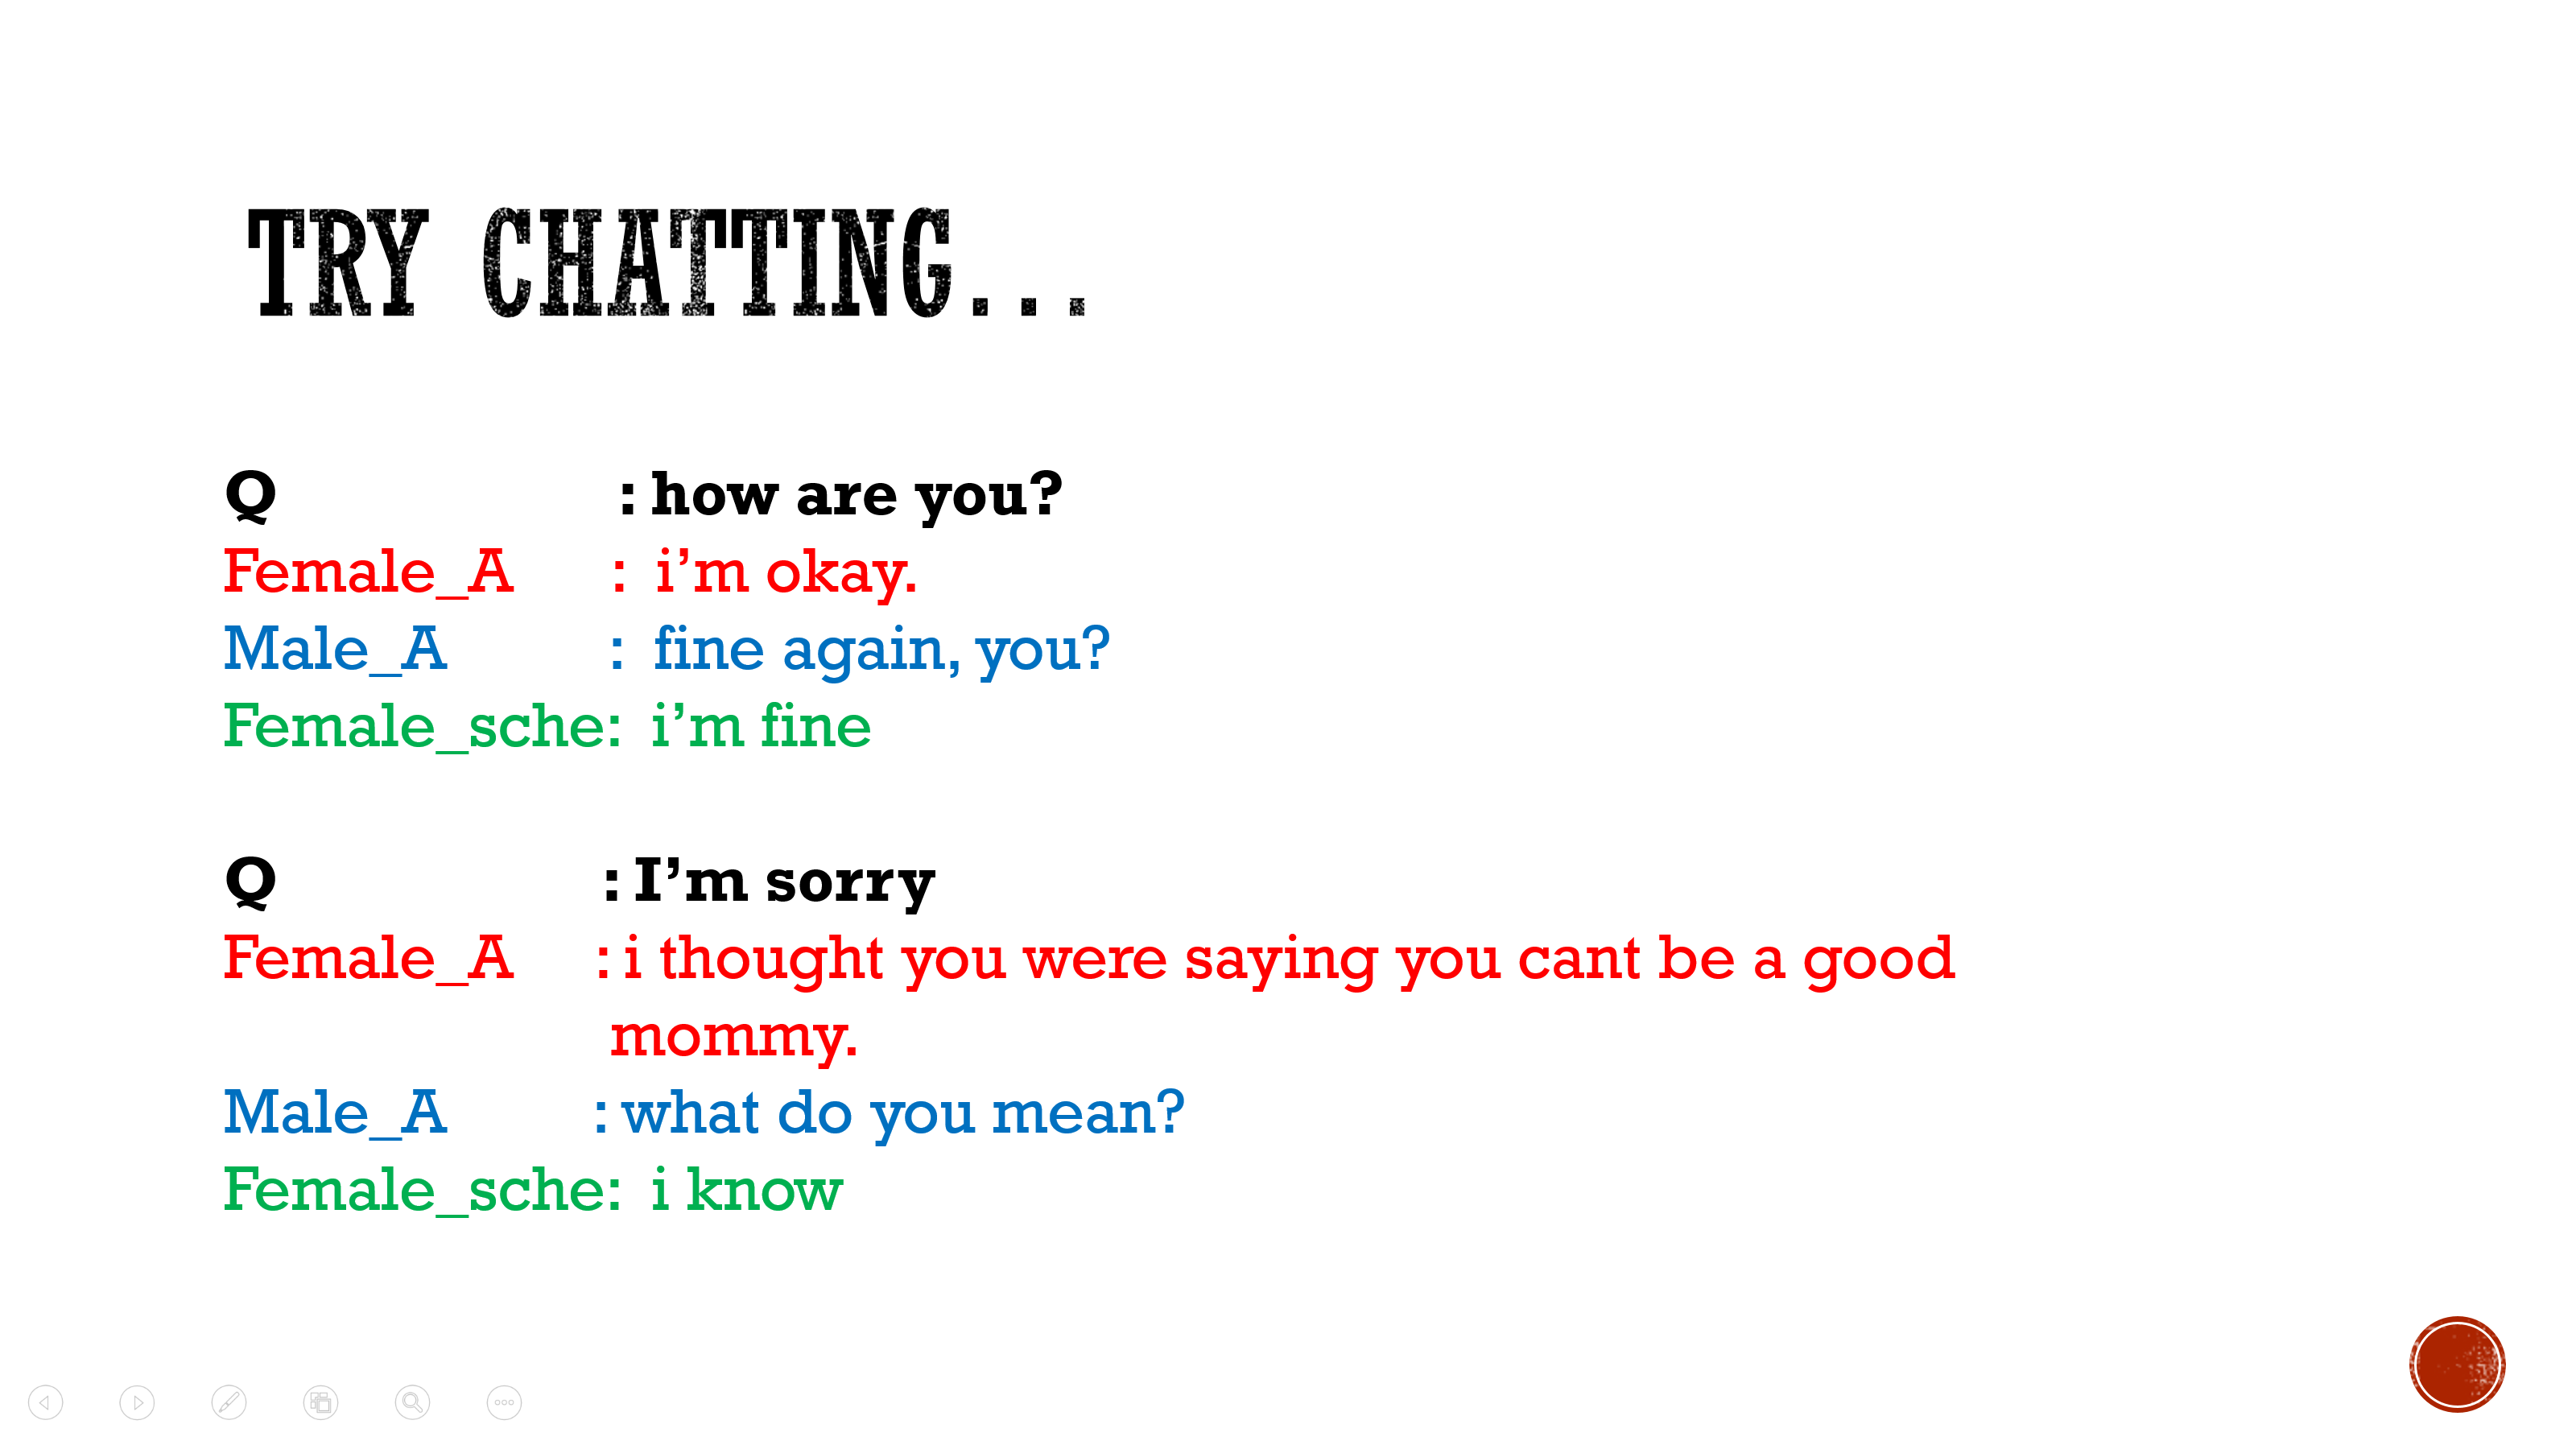 TRY CHATTING...
Q : how are you?
Female_A : i’m okay.
Male_A : fine again, you?
Female_sche: i’m fine
Q : I’m sorry
Female_A : i thought you were saying you cant be a good
mommy.
Male_A : what do you mean?
Female_sche: i know